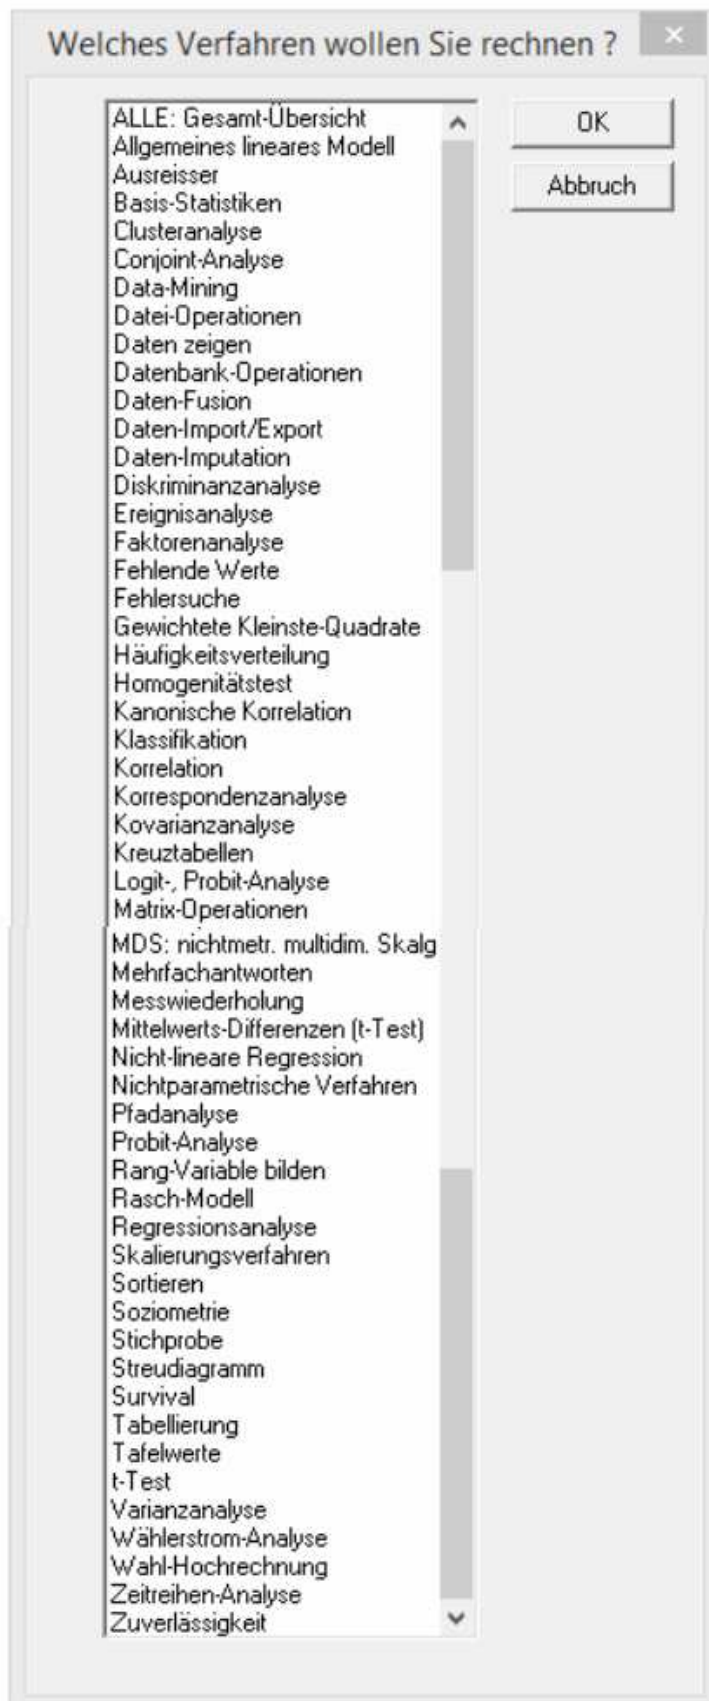 Welches Verfahren wollen Sie rechnen ?
ALLE: Gesamt-Übersicht
Allgemeines lineares Modell
Ausreisser
Basis-Statistiken
Clusteranalyse
Conjoint-Analyse
Data-Mining
Datei-Operationen
Daten zeigen
Datenbank-Operationen
Daten-Fusion
Daten-Import/Export
Daten-Imputation
Diskriminanzanalyse
Ereignisanalyse
Faktorenanalyse
Fehlende Werte
Fehlersuche
Gewichtete Kleinste-Quadrate
Häufigkeitsverteilung
Homogenitätstest
Kanonische Korrelation
Klassifikation
Korrelation
Korrespondenzanalyse
Kovarianzanalyse
Kreuztabellen
Logit-, Probit-Analyse
Matrix-Operationen
MDS: nichtmetr. multidim. Skalg
Mehrfachantworten
Messwiederholung
Mittelwerts-Differenzen (t-Test)
Nicht-lineare Regression
Nichtparametrische Verfahren
Pfadanalyse
Probit-Analyse
Rang-Variable bilden
Rasch-Modell
Regressionsanalyse
Skalierungsverfahren
Sortieren
Soziometrie
Stichprobe
Streudiagramm
Survival
Tabellierung
Tafelwerte
t-Test
Varianzanalyse
Wählerstrom-Analyse
Wahl-Hochrechnung
Zeitreihen-Analyse
Zuverlässigkeit
OK
Abbruch